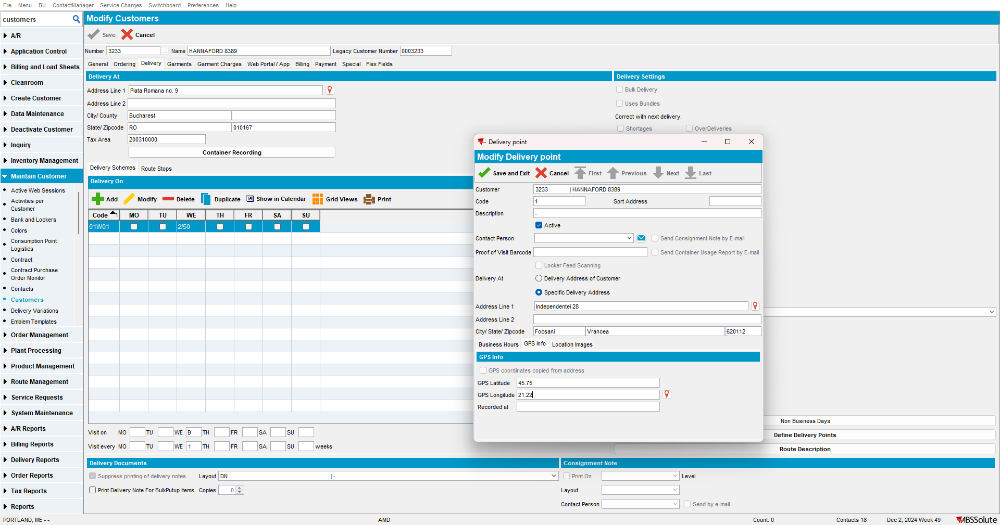 File Menu BU ContactManager Service Charges Switchboard Preferences Help
customers
Modify Customers
Save Cancel
Number 3233 ... Name HANNAFORD 8389 Legacy Customer Number 0003233
General Ordering Delivery Garments Garment Charges Web Portal / App Billing Payment Special Flex Fields
A/R
Application Control
Billing and Load Sheets
Cleanroom
Create Customer
Data Maintenance
Deactivate Customer
Inquiry
Inventory Management
Maintain Customer
Active Web Sessions
Activities per
Customer
Bank and Lockers
Colors
Consumption Point
Logistics
Contract
Contract Purchase
Order Monitor
Contacts
Customers
Delivery Variations
Emblem Templates
Order Management
Plant Processing
Product Management
Route Management
Service Requests
System Maintenance
A/R Reports
Billing Reports
Delivery Reports
Order Reports
Tax Reports
Reports
Delivery At
Address Line 1 Piata Romana no. 9
Address Line 2
City/ County Bucharest
State/ Zipcode RO 010167
Tax Area 200310000
Container Recording
Delivery Schemes Route Stops
Delivery On
Add Modify Delete Duplicate 16 Show in Calendar Grid Views Print
Code 1 MO TU WE TH FR SA SU
01W01 2/50
Visit on MO TU WE B TH FR SA SU
Visit every MO TU WE 1 TH FR SA SU weeks
Delivery Settings
Bulk Delivery
Uses Bundles
Correct with next delivery:
Shortages OverDeliveries
Non Business Days
Define Delivery Points
Route Description
Delivery point
Modify Delivery point
Save and Exit Cancel First Previous Next Last
Customer 3233 | HANNAFORD 8389
Code 1 Sort Address
Description -
Active
Contact Person Send Consignment Note by E-mail
Proof of Visit Barcode Send Container Usage Report by E-mail
Locker Feed Scanning
Delivery At Delivery Address of Customer
Specific Delivery Address
Address Line 1 Independentei 28
Address Line 2
City/ State/ Zipcode Focsani Vrancea 620112
Business Hours GPS Info Location Images
GPS Info
GPS coordinates copied from address
GPS Latitude 45.75
GPS Longitude 21.22
Recorded at
Delivery Documents
Suppress printing of delivery notes Layout DN | -
Print Delivery Note For BulkPutup Items Copies 0
Consignment Note
Print On Level
Layout
Contact Person Send by e-mail
PORTLAND, ME - - AMD Count: 0 Contacts 18 Dec 2, 2024 Week 49 ABSSolute